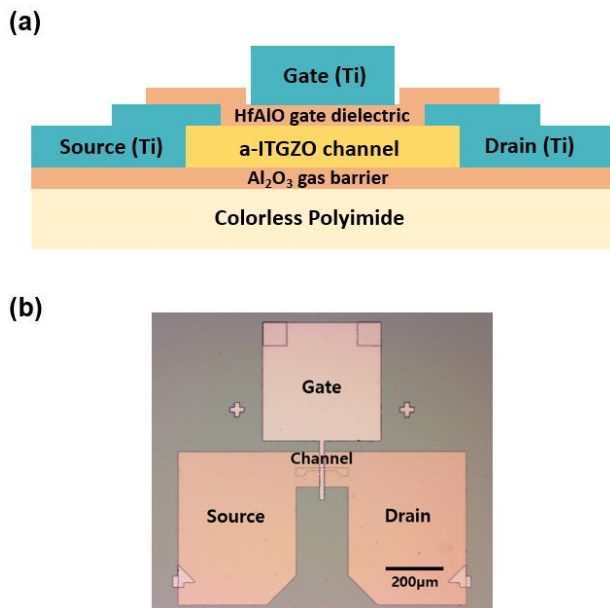 (a)
Gate (Ti)
HfAlO gate dielectric
Source (Ti)
a-ITGZO channel
Drain (Ti)
Al₂O₃ gas barrier
Colorless Polyimide
(b)
Gate
Channel
Source
Drain
200μm